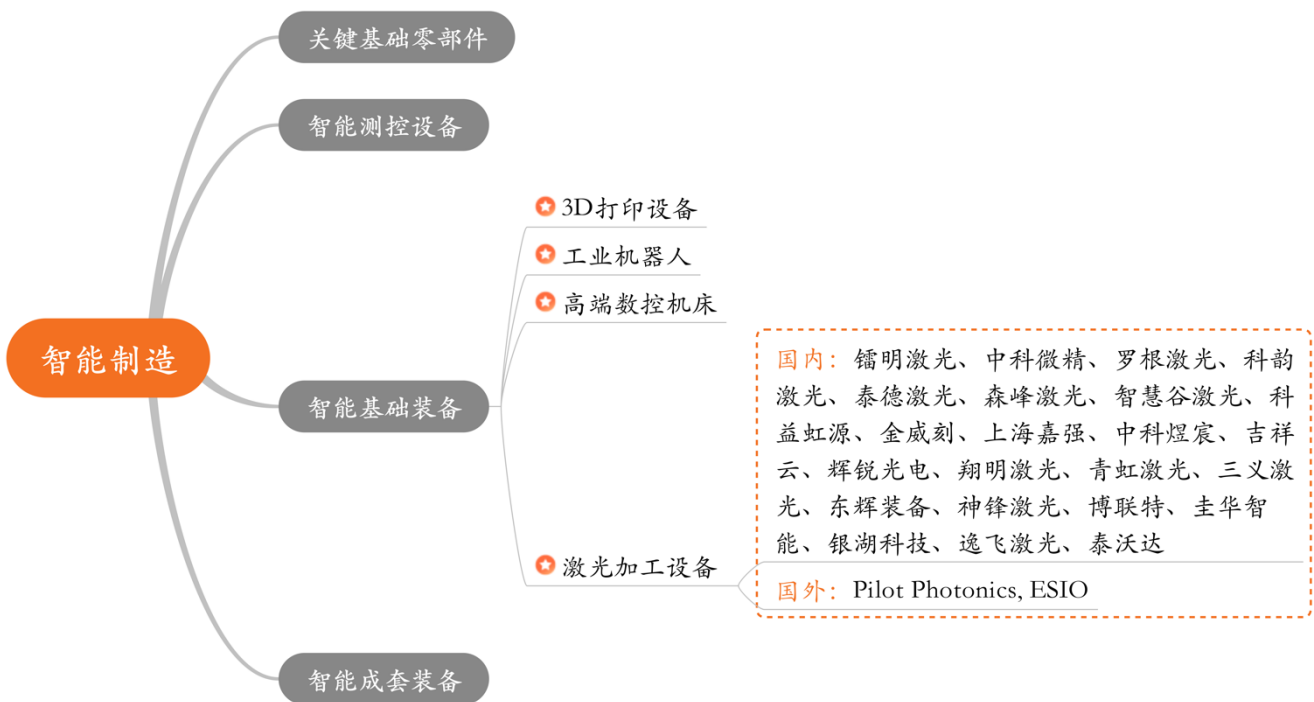 关键基础零部件
智能测控设备
3D打印设备
工业机器人
高端数控机床
智能制造
智能基础装备
国内：镭明激光、中科微精、罗根激光、科韵
激光、泰德激光、森峰激光、智慧谷激光、科
益虹源、金威刻、上海嘉强、中科煜宸、吉祥
云、辉锐光电、翔明激光、青虹激光、三义激
光、东辉装备、神锋激光、博联特、圭华智
能、银湖科技、逸飞激光、泰沃达
激光加工设备
国外：Pilot Photonics, ESIO
智能成套装备